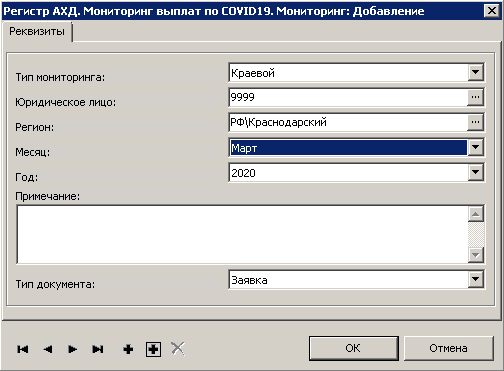 Регистр АХД. Мониторинг выплат по COVID19. Мониторинг: Добавление
Реквизиты
Тип мониторинга: Краевой
Юридическое лицо: 9999 ...
Регион: РФ\Краснодарский ...
Месяц: Март
Год: 2020
Примечание:
Тип документа: Заявка
ОК Отмена